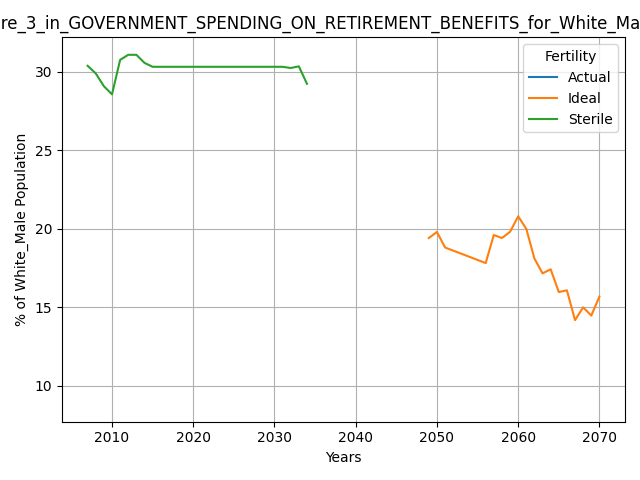 re_3_in_GOVERNMENT_SPENDING_ON_RETIREMENT_BENEFITS_for_White_Ma
Fertility
Actual
Ideal
Sterile
% of White_Male Population
30
25
20
15
10
2010 2020 2030 2040 2050 2060 2070
Years